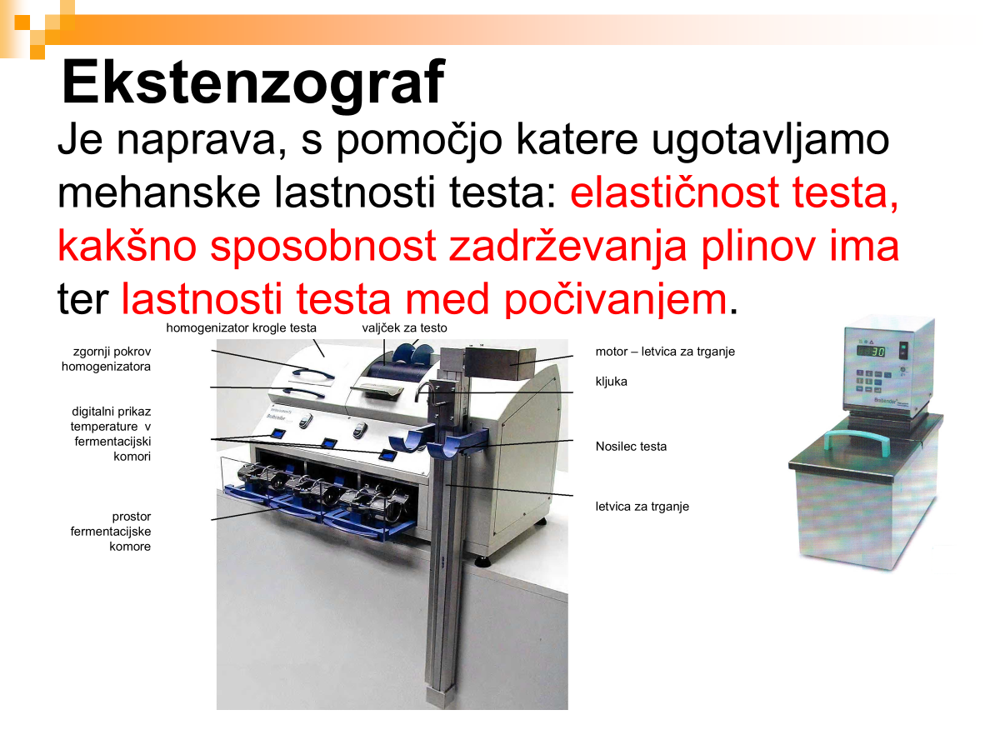 Ekstenzograf
Je naprava, s pomočjo katere ugotavljamo
mehanske lastnosti testa: elastičnost testa,
kakšno sposobnost zadrževanja plinov ima
ter lastnosti testa med počivanjem.
homogenizator krogle testa
valjček za testo
zgornji pokrov
homogenizatora
digitalni prikaz
temperature v
fermentacijski
komori
prostor
fermentacijske
komore
motor – letvica za trganje
kljuka
Nosilec testa
letvica za trganje
Brabender
30
Brabender